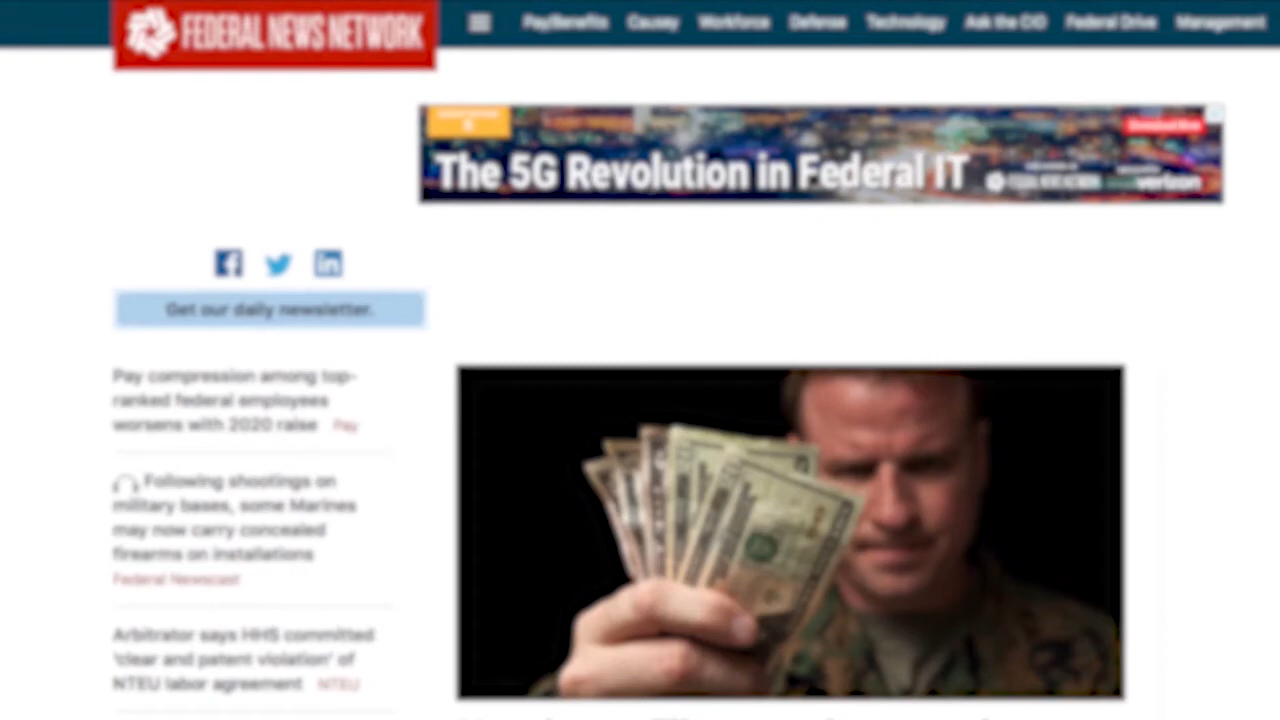 FEDERAL NEWS NETWORK
Pay/Benefits Causey Workforce Defense Technology Ask the CIO Federal Drive Management
The 5G Revolution in Federal IT
verizon
Get our daily newsletter.
Pay compression among top-
ranked federal employees
worsens with 2020 raise Pay
Following shootings on
military bases, some Marines
may now carry concealed
firearms on installations
Federal Newscast
Arbitrator says HHS committed
'clear and patent violation' of
NTEU labor agreement NTEU